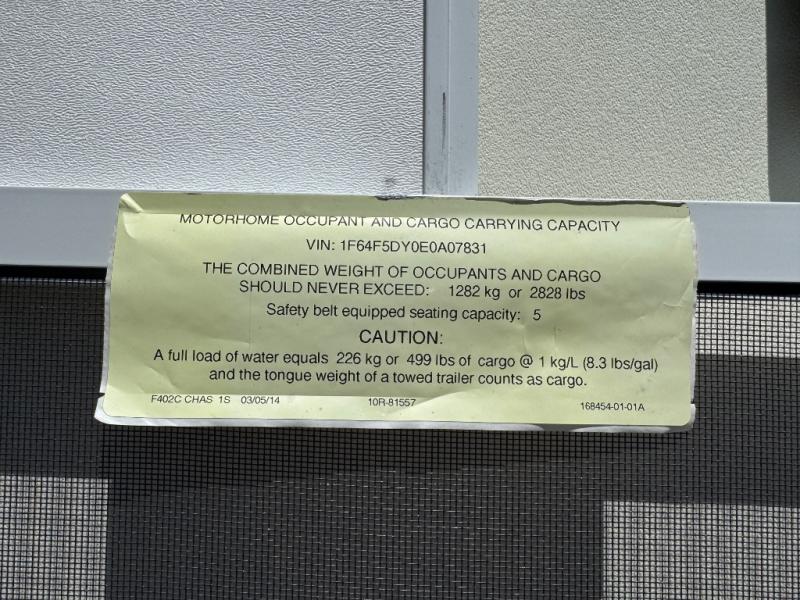 MOTORHOME OCCUPANT AND CARGO CARRYING CAPACITY
VIN: 1F64F5DY0E0A07831
THE COMBINED WEIGHT OF OCCUPANTS AND CARGO
SHOULD NEVER EXCEED: 1282 kg or 2828 lbs
Safety belt equipped seating capacity: 5
CAUTION:
A full load of water equals 226 kg or 499 lbs of cargo @ 1 kg/L (8.3 lbs/gal)
and the tongue weight of a towed trailer counts as cargo.
F402C CHAS 1S 03/05/14 10R-81557 168454-01-01A